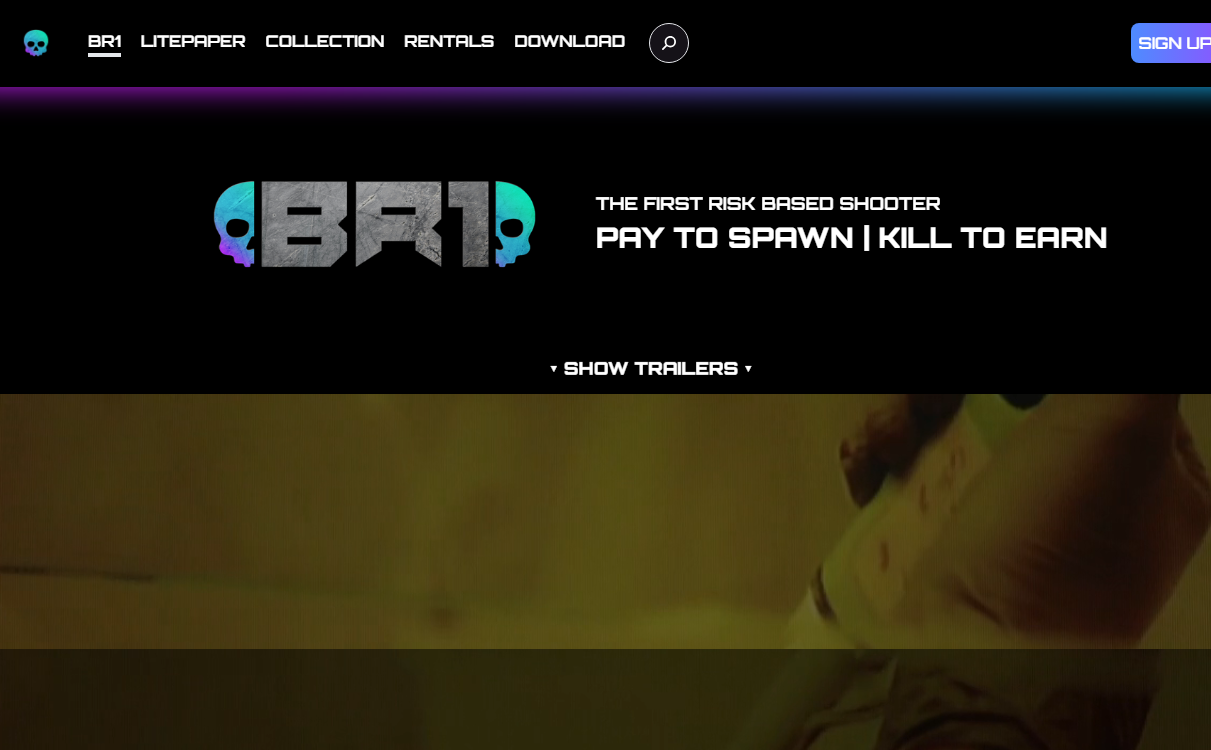 BR1 LITEPAPER COLLECTION RENTALS DOWNLOAD SIGN UP
BR1
THE FIRST RISK BASED SHOOTER
PAY TO SPAWN | KILL TO EARN
▼ SHOW TRAILERS ▼